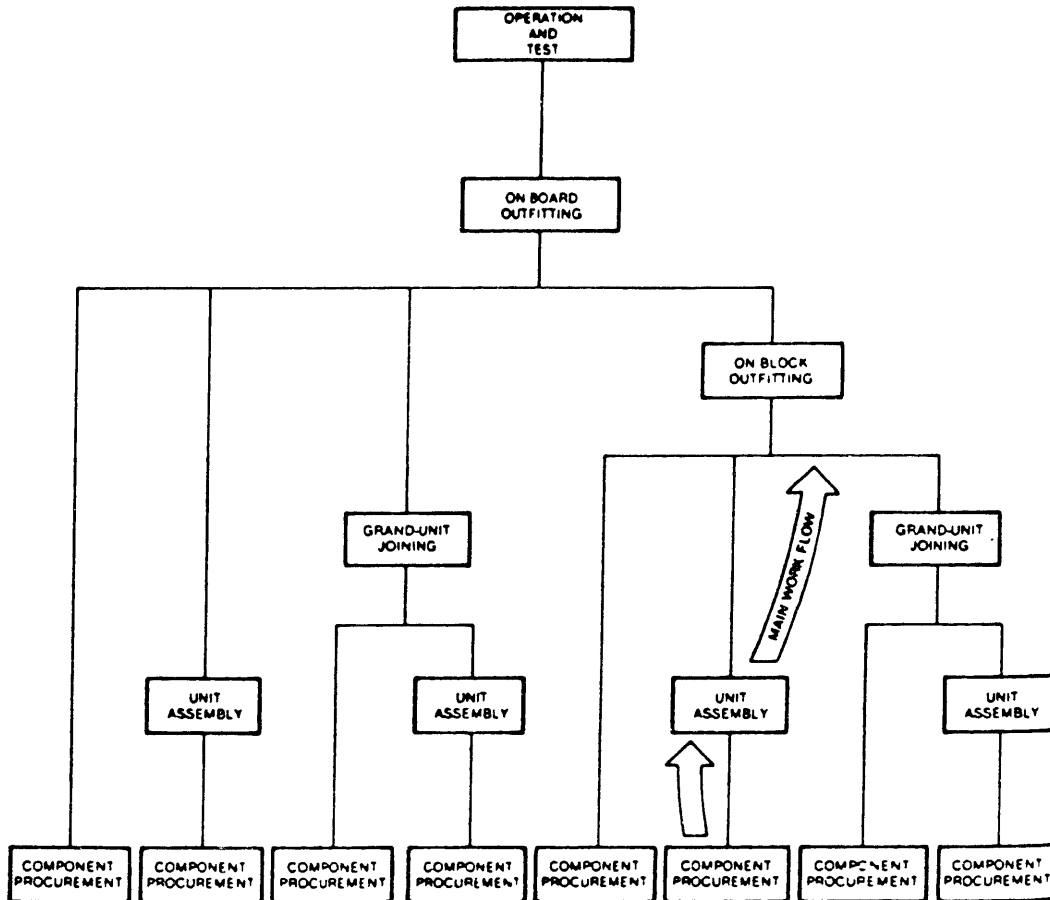 OPERATION
AND
TEST
ON BOARD
OUTFITTING
ON BLOCK
OUTFITTING
GRAND-UNIT
JOINING
MAIN WORK FLOW
GRAND-UNIT
JOINING
UNIT
ASSEMBLY
UNIT
ASSEMBLY
UNIT
ASSEMBLY
UNIT
ASSEMBLY
COMPONENT
PROCUREMENT
COMPONENT
PROCUREMENT
COMPONENT
PROCUREMENT
COMPONENT
PROCUREMENT
COMPONENT
PROCUREMENT
COMPONENT
PROCUREMENT
COMPONENT
PROCUREMENT
COMPONENT
PROCUREMENT